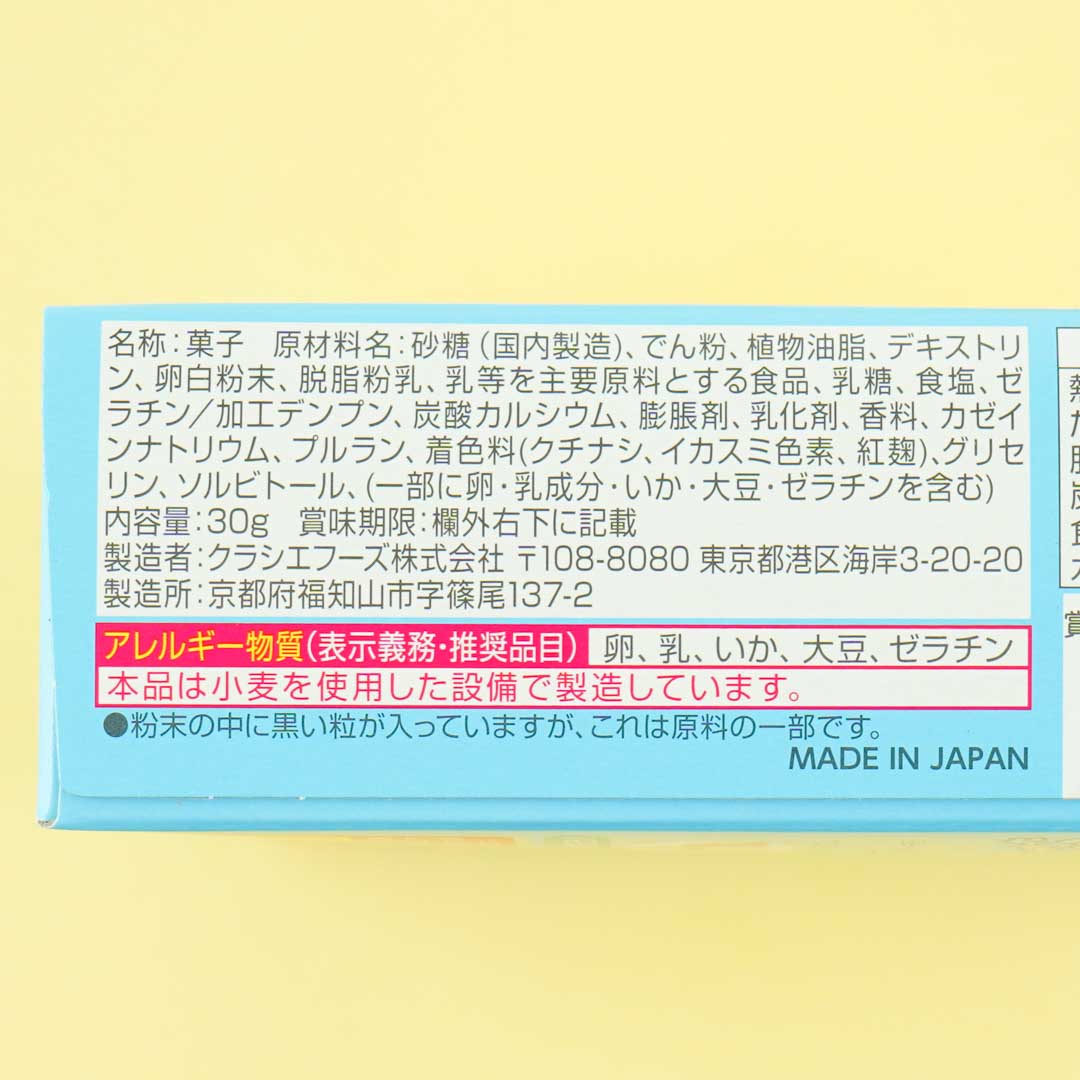 名称：菓子　原材料名：砂糖（国内製造）、でん粉、植物油脂、デキストリ
ン、卵白粉末、脱脂粉乳、乳等を主要原料とする食品、乳糖、食塩、ゼ
ラチン／加工デンプン、炭酸カルシウム、膨脹剤、乳化剤、香料、カゼイ
ンナトリウム、プルラン、着色料(クチナシ、イカスミ色素、紅麹)、グリセ
リン、ソルビトール、(一部に卵・乳成分・いか・大豆・ゼラチンを含む)
内容量：30g　賞味期限：欄外右下に記載
製造者：クラシエフーズ株式会社 〒108-8080 東京都港区海岸3-20-20
製造所：京都府福知山市字篠尾137-2
アレルギー物質(表示義務・推奨品目) 卵、乳、いか、大豆、ゼラチン
本品は小麦を使用した設備で製造しています。
●粉末の中に黒い粒が入っていますが、これは原料の一部です。
MADE IN JAPAN